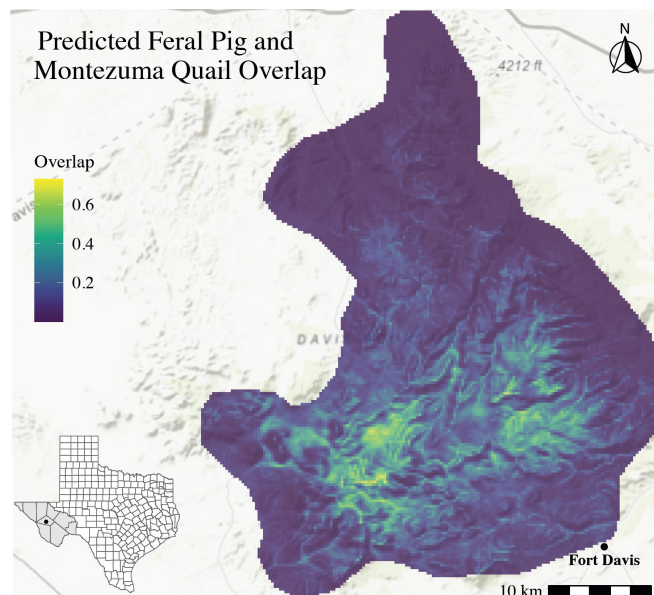 Predicted Feral Pig and
Montezuma Quail Overlap
N
4212 ft
Overlap
0.6
0.4
0.2
DAVIS
Fort Davis
10 km